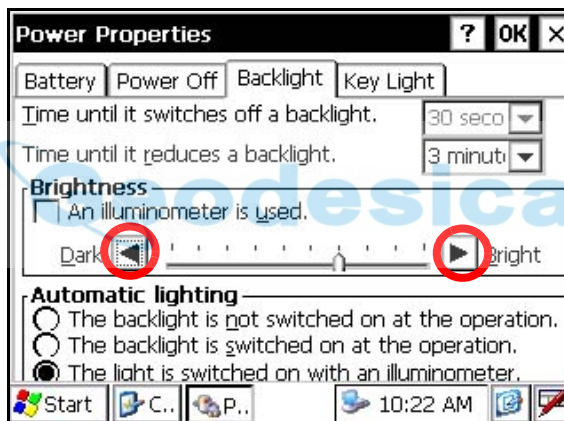 Power Properties ? OK ×
Battery Power Off Backlight Key Light
Time until it switches off a backlight. 30 seco
Time until it reduces a backlight. 3 minut
Brightness
An illuminometer is used.
Dark Bright
Automatic lighting
The backlight is not switched on at the operation.
The backlight is switched on at the operation.
The light is switched on with an illuminometer.
Start C.. P.. 10:22 AM
Geodesical